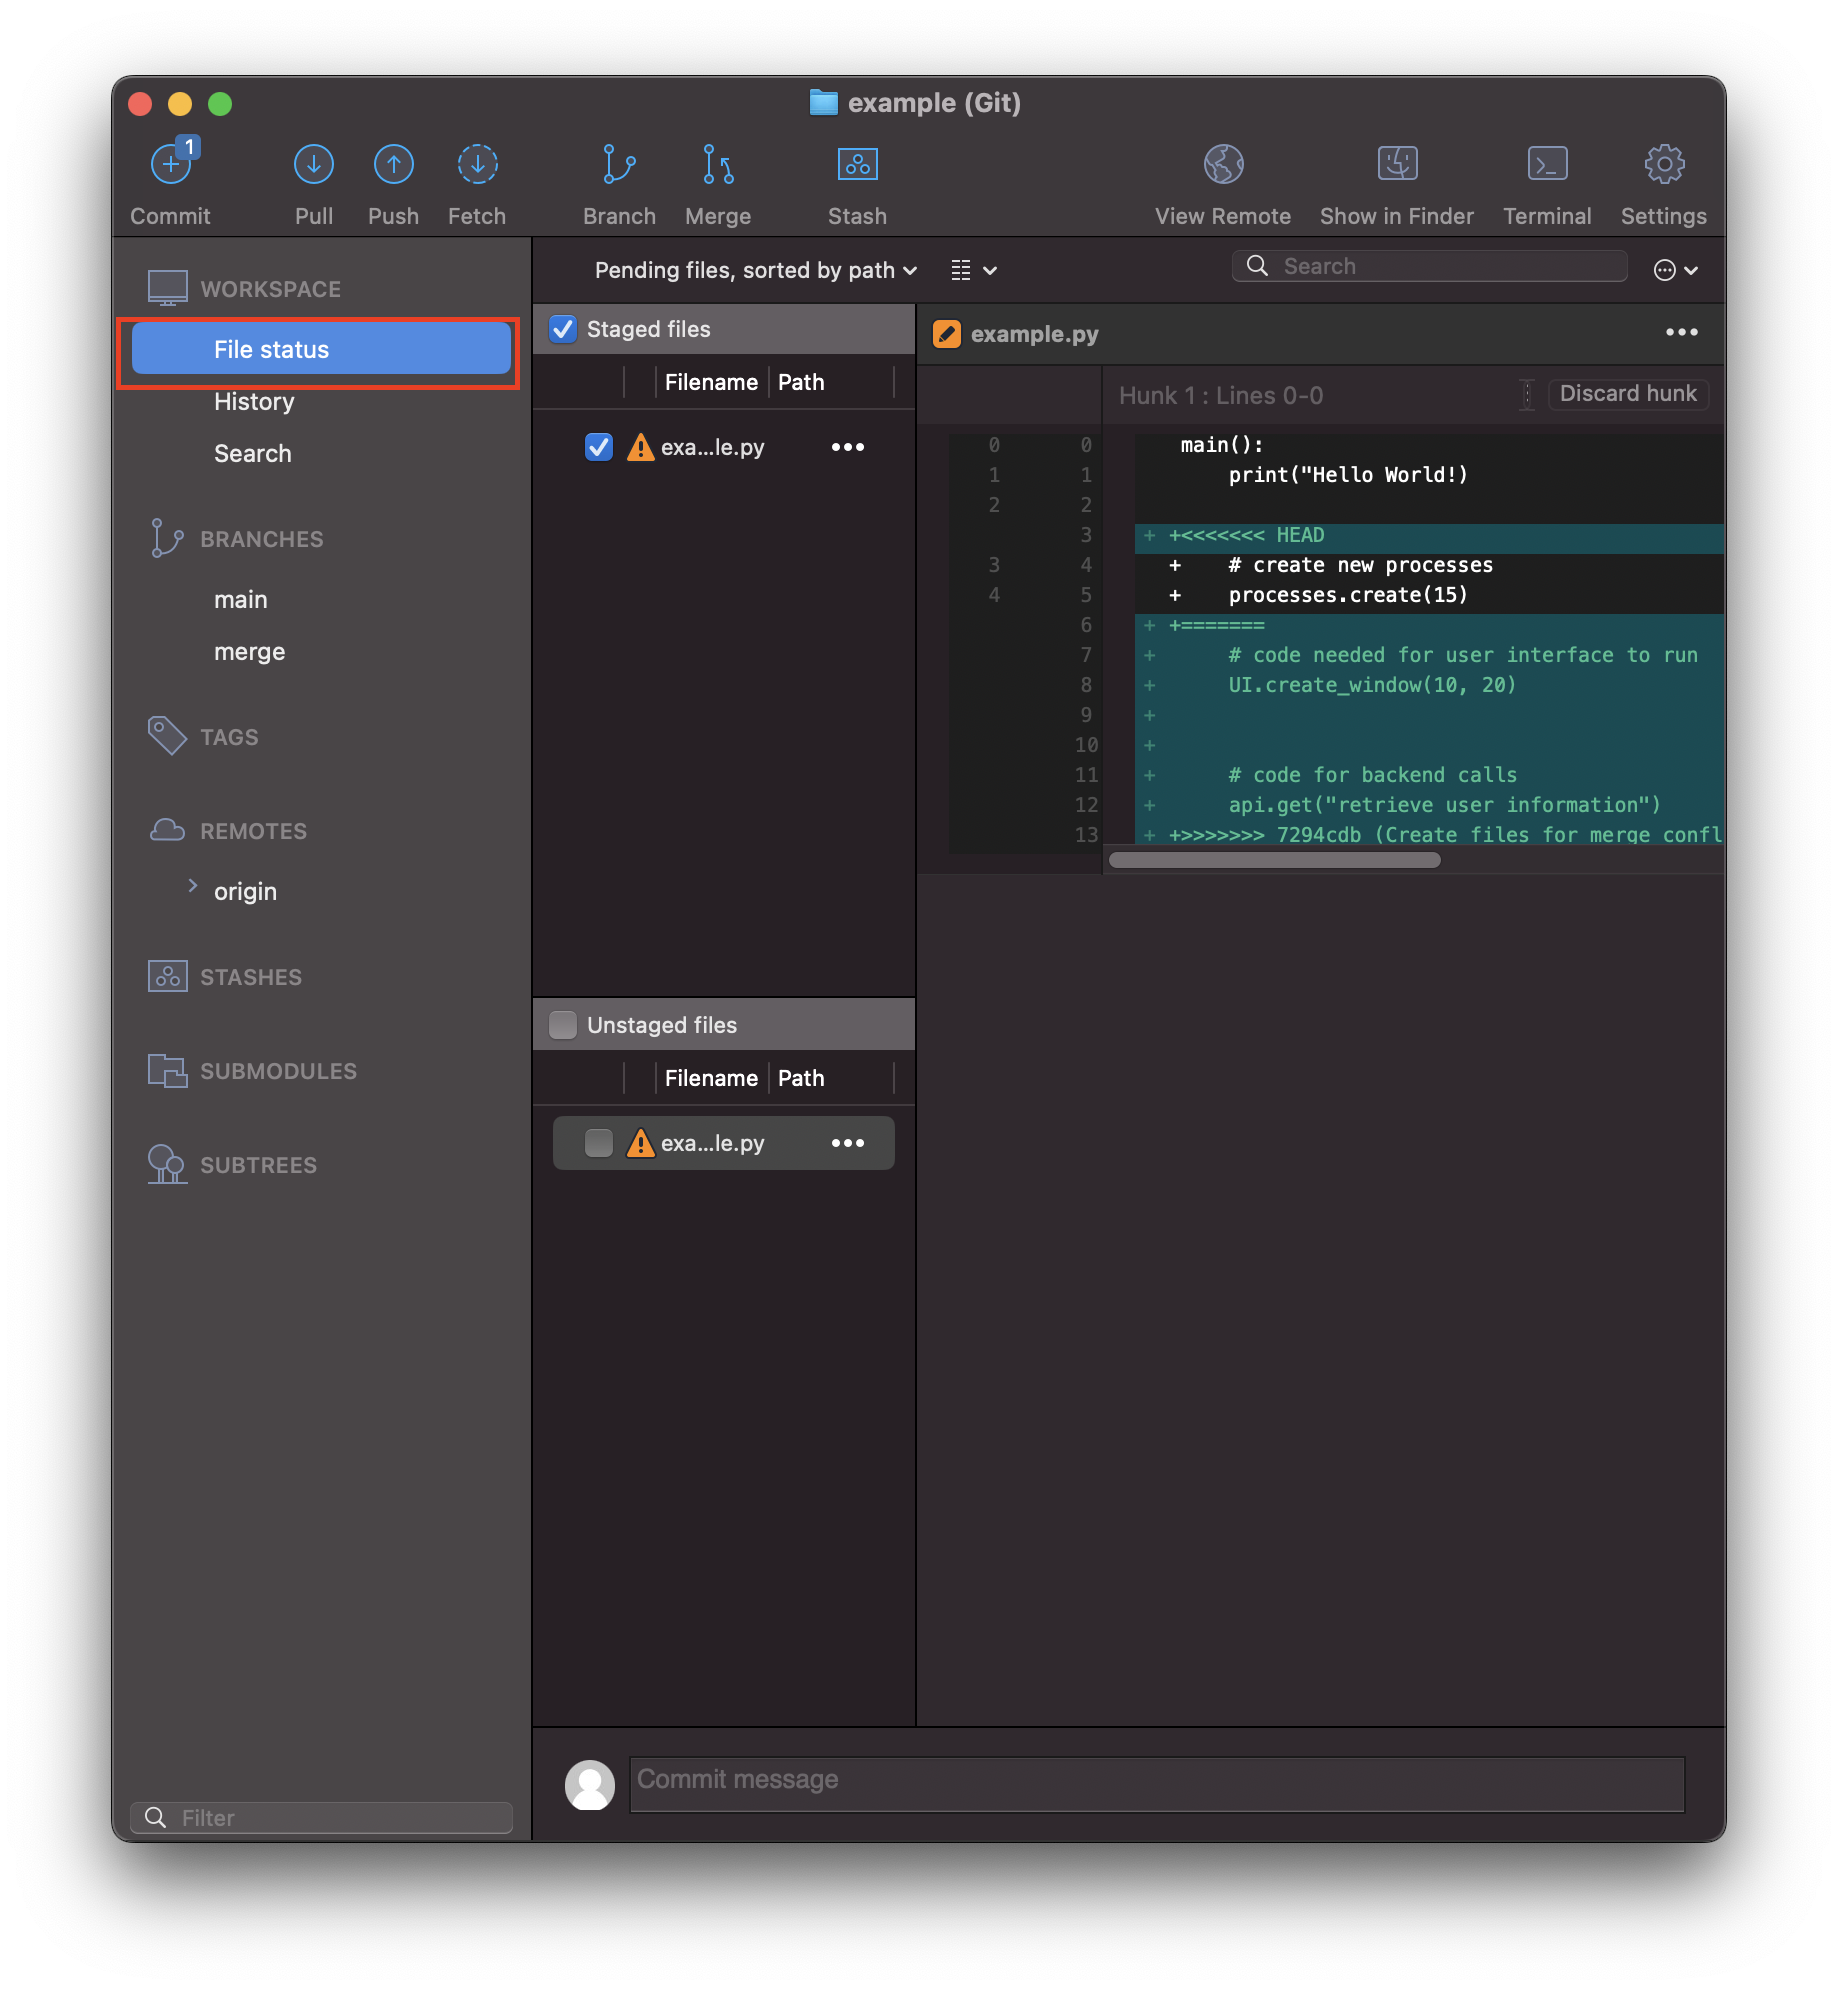 example (Git)
1
Commit Pull Push Fetch Branch Merge Stash View Remote Show in Finder Terminal Settings
WORKSPACE
File status
History
Search
BRANCHES
main
merge
TAGS
REMOTES
origin
STASHES
SUBMODULES
SUBTREES
Filter
Pending files, sorted by path
Search
Staged files
Filename Path
exa...le.py
Unstaged files
Filename Path
exa...le.py
example.py
Hunk 1 : Lines 0-0
Discard hunk
0 0 main():
1 1 print("Hello World!)
2 2
3 + +<<<<<<< HEAD
3 4 + # create new processes
4 5 + processes.create(15)
6 + +=======
7 + # code needed for user interface to run
8 + UI.create_window(10, 20)
9 +
10 +
11 + # code for backend calls
12 + api.get("retrieve user information")
13 + +>>>>>>> 7294cdb (Create files for merge confl
Commit message